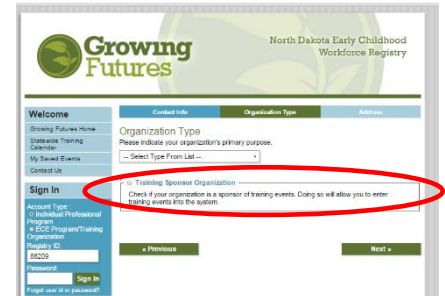 Growing
Futures
North Dakota Early Childhood
Workforce Registry
Welcome
Growing Futures Home
Statewide Training
Calendar
My Saved Events
Contact Us
Sign In
Account Type:
Individual Professional
Program
ECE Program/Training
Organization
Registry ID:
88209
Password:
Sign In
Forgot user id or password?
Contact Info
Organization Type
Address
Organization Type
Please indicate your organization's primary purpose.
-- Select Type From List --
Training Sponsor Organization
Check if your organization is a sponsor of training events. Doing so will allow you to enter
training events into the system.
« Previous
Next »